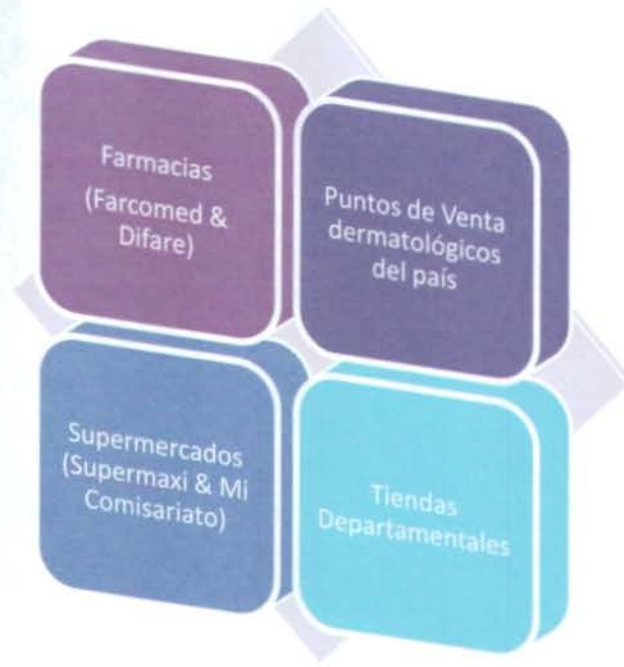 Farmacias
(Farcomed &
Difare)
Puntos de Venta
dermatológicos
del país
Supermercados
(Supermaxi & Mi
Comisariato)
Tiendas
Departamentales